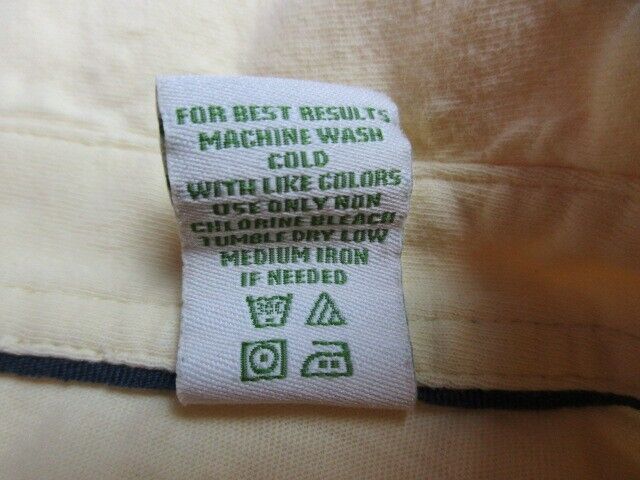 FOR BEST RESULTS
MACHINE WASH
COLD
WITH LIKE COLORS
USE ONLY NON
CHLORINE BLEACH
TUMBLE DRY LOW
MEDIUM IRON
IF NEEDED
30C